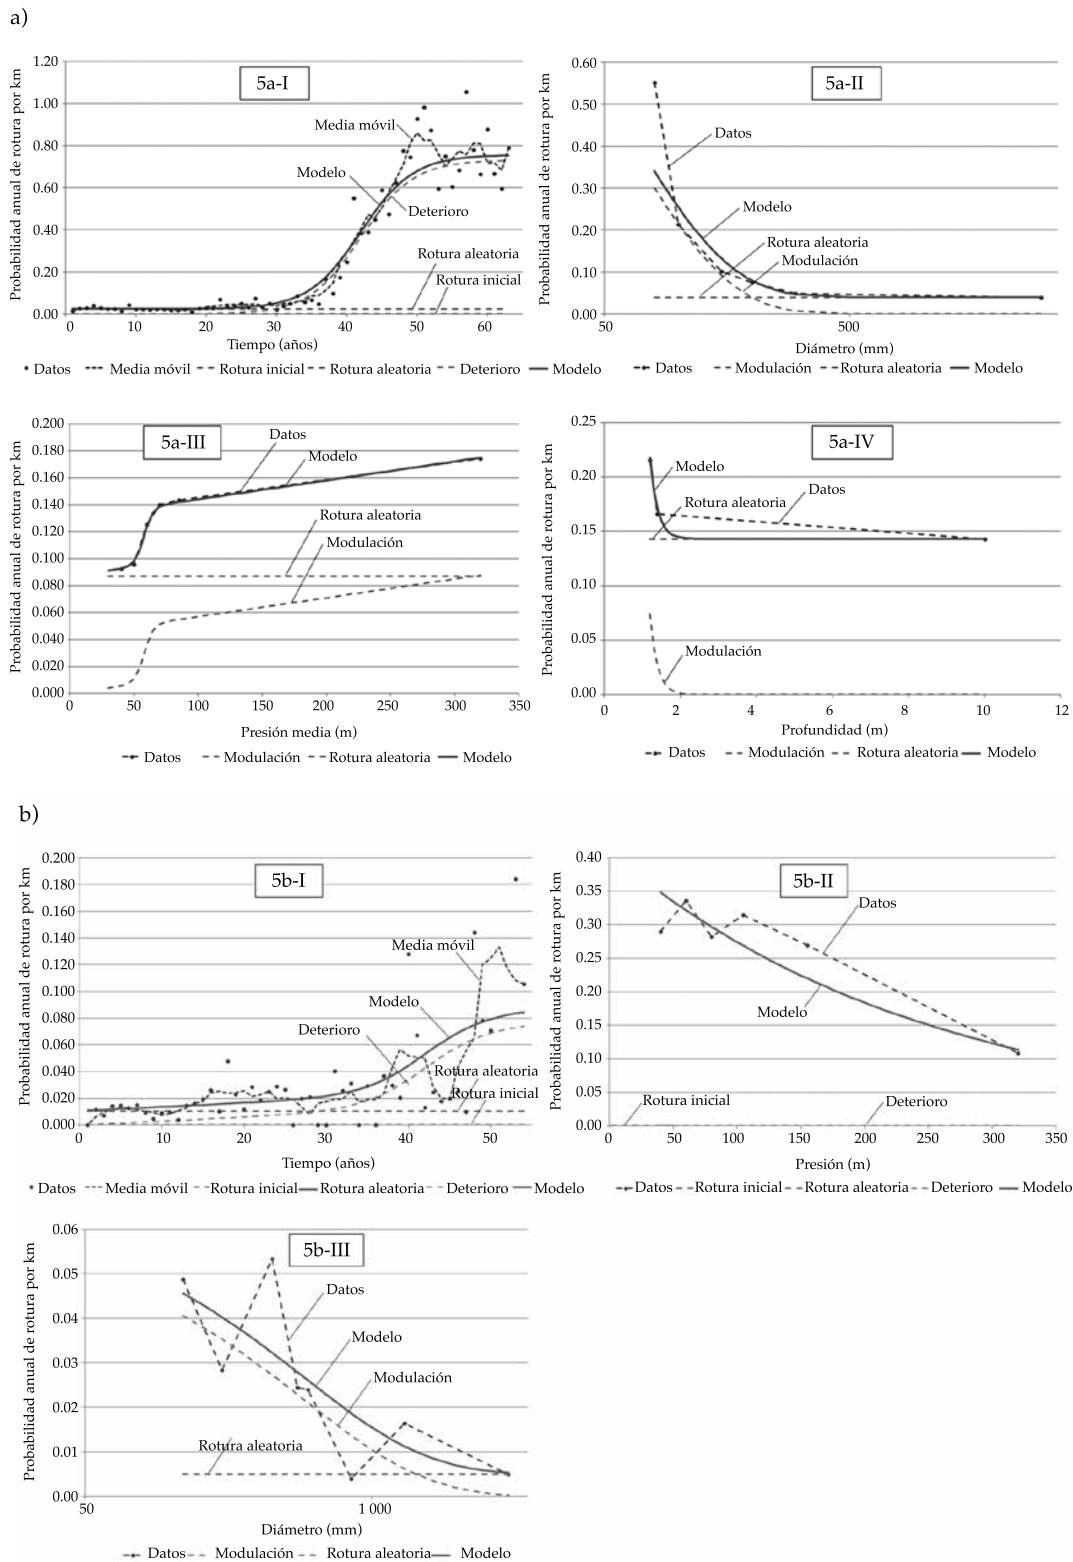 a)
5a-I
Probabilidad anual de rotura por km
1.20
1.00
0.80
0.60
0.40
0.20
0.00
Media móvil
Modelo
Deterioro
Rotura aleatoria
Rotura inicial
0 10 20 30 40 50 60
Tiempo (años)
Datos Media móvil Rotura inicial Rotura aleatoria Deterioro Modelo
5a-II
Probabilidad anual de rotura por km
0.60
0.50
0.40
0.30
0.20
0.10
0.00
Datos
Modelo
Rotura aleatoria
Modulación
50 500
Diámetro (mm)
Datos Modulación Rotura aleatoria Modelo
5a-III
Probabilidad anual de rotura por km
0.200
0.180
0.160
0.140
0.120
0.100
0.080
0.060
0.040
0.020
0.000
Datos
Modelo
Rotura aleatoria
Modulación
0 50 100 150 200 250 300 350
Presión media (m)
Datos Modulación Rotura aleatoria Modelo
5a-IV
Probabilidad anual de rotura por km
0.25
0.20
0.15
0.10
0.05
0.00
Modelo
Rotura aleatoria
Datos
Modulación
0 2 4 6 8 10 12
Profundidad (m)
Datos Modulación Rotura aleatoria Modelo
b)
5b-I
Probabilidad anual de rotura por km
0.200
0.180
0.160
0.140
0.120
0.100
0.080
0.060
0.040
0.020
0.000
Media móvil
Modelo
Deterioro
Rotura aleatoria
Rotura inicial
0 10 20 30 40 50
Tiempo (años)
Datos Media móvil Rotura inicial Rotura aleatoria Deterioro Modelo
5b-II
Probabilidad anual de rotura por km
0.40
0.35
0.30
0.25
0.20
0.15
0.10
0.05
0.00
Datos
Modelo
Rotura inicial
Deterioro
0 50 100 150 200 250 300 350
Presión (m)
Datos Rotura inicial Rotura aleatoria Deterioro Modelo
5b-III
Probabilidad anual de rotura por km
0.06
0.05
0.04
0.03
0.02
0.01
0.00
Datos
Modelo
Modulación
Rotura aleatoria
50 1 000
Diámetro (mm)
Datos Modulación Rotura aleatoria Modelo